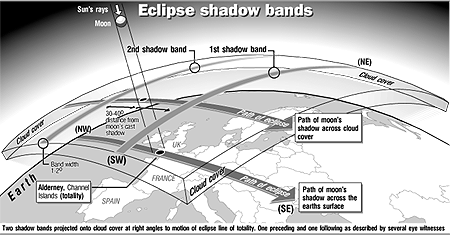 Eclipse shadow bands
Sun's rays
Moon
2nd shadow band
1st shadow band
(NE)
Cloud cover
30-40º
distance from
moon's cast
shadow
Cloud cover
(NW)
Path of eclipse
Path of moon's
shadow across cloud
cover
Band width
1-2º
(SW)
UK
Earth
Alderney, Channel
Islands (totality)
FRANCE
Cloud cover
Path of eclipse
Path of moon's
shadow across the
earths surface
SPAIN
(SE)
Two shadow bands projected onto cloud cover at right angles to motion of eclipse line of totality. One preceding and one following as described by several eye witnesses